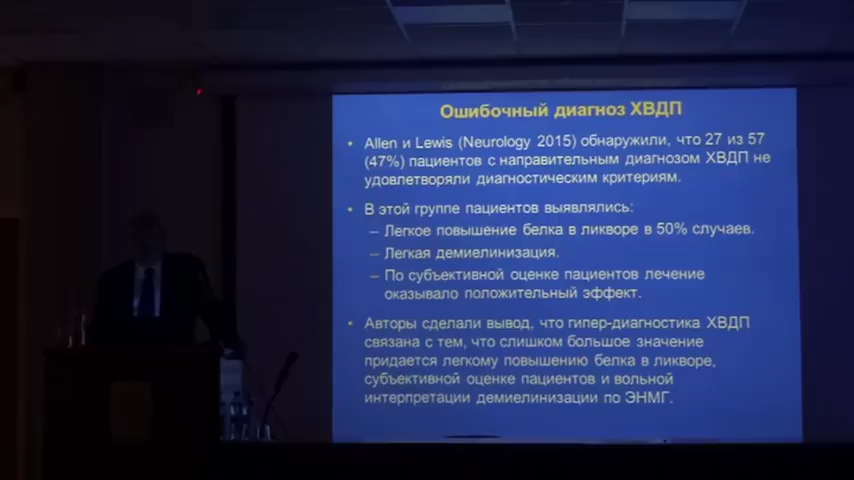 Ошибочный диагноз ХВДП
• Allen и Lewis (Neurology 2015) обнаружили, что 27 из 57
(47%) пациентов с направительным диагнозом ХВДП не
удовлетворяли диагностическим критериям.
• В этой группе пациентов выявлялись:
– Легкое повышение белка в ликворе в 50% случаев.
– Легкая демиелинизация.
– По субъективной оценке пациентов лечение
оказывало положительный эффект.
• Авторы сделали вывод, что гипер-диагностика ХВДП
связана с тем, что слишком большое значение
придается легкому повышению белка в ликворе,
субъективной оценке пациентов и вольной
интерпретации демиелинизации по ЭНМГ.